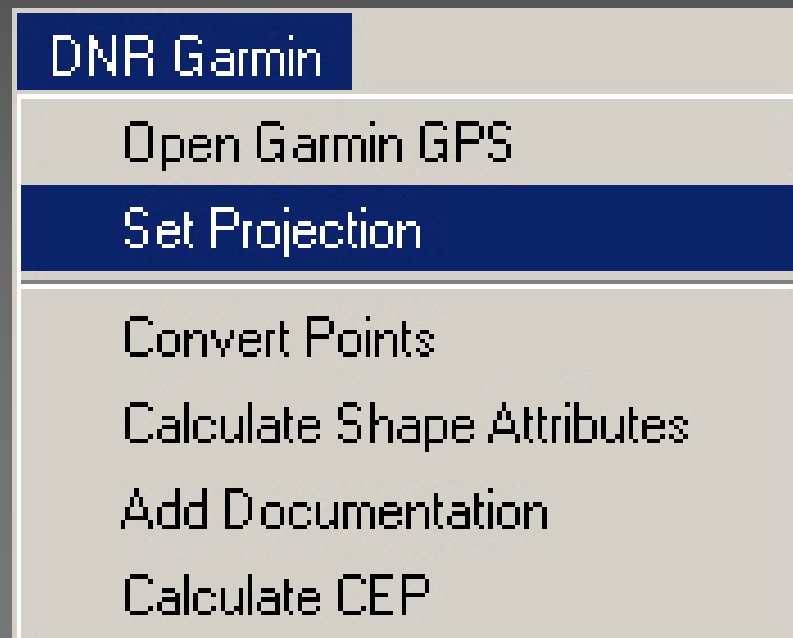 DNR Garmin
Open Garmin GPS
Set Projection
Convert Points
Calculate Shape Attributes
Add Documentation
Calculate CEP